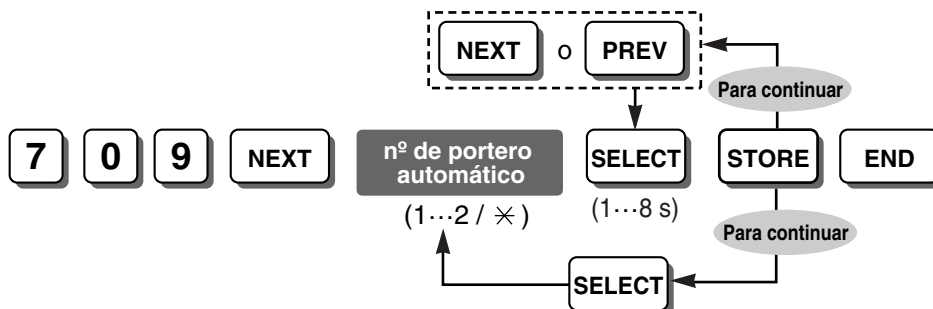 NEXT o PREV
Para continuar
7 0 9 NEXT nº de portero automático SELECT STORE END
(1···2 / ✳) (1···8 s)
Para continuar
SELECT